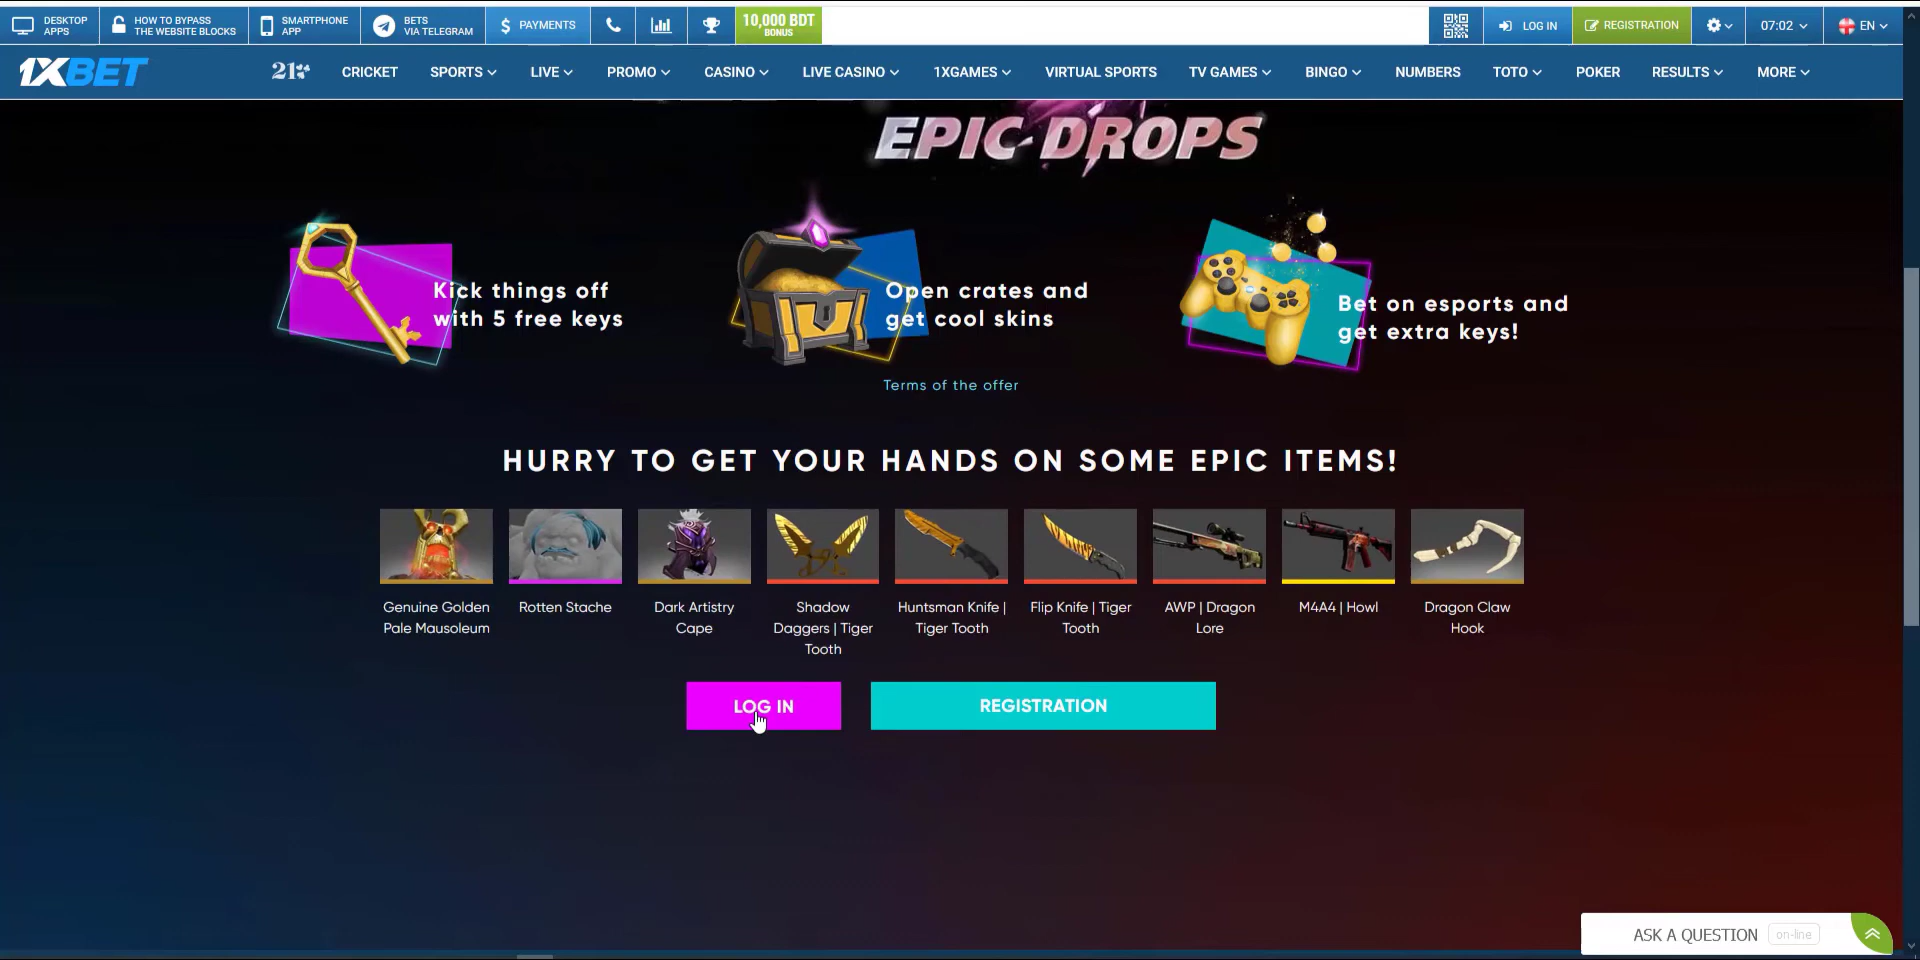 DESKTOP
APPS
HOW TO BYPASS
THE WEBSITE BLOCKS
SMARTPHONE
APP
BETS
VIA TELEGRAM
$ PAYMENTS
10,000 BDT
BONUS
LOG IN
REGISTRATION
07:02
EN
1XBET
21
CRICKET
SPORTS
LIVE
PROMO
CASINO
LIVE CASINO
1XGAMES
VIRTUAL SPORTS
TV GAMES
BINGO
NUMBERS
TOTO
POKER
RESULTS
MORE
EPIC DROPS
Kick things off
with 5 free keys
Open crates and
get cool skins
Bet on esports and
get extra keys!
Terms of the offer
HURRY TO GET YOUR HANDS ON SOME EPIC ITEMS!
Genuine Golden
Pale Mausoleum
Rotten Stache
Dark Artistry
Cape
Shadow
Daggers | Tiger
Tooth
Huntsman Knife |
Tiger Tooth
Flip Knife | Tiger
Tooth
AWP | Dragon
Lore
M4A4 | Howl
Dragon Claw
Hook
LOG IN
REGISTRATION
ASK A QUESTION
on-line